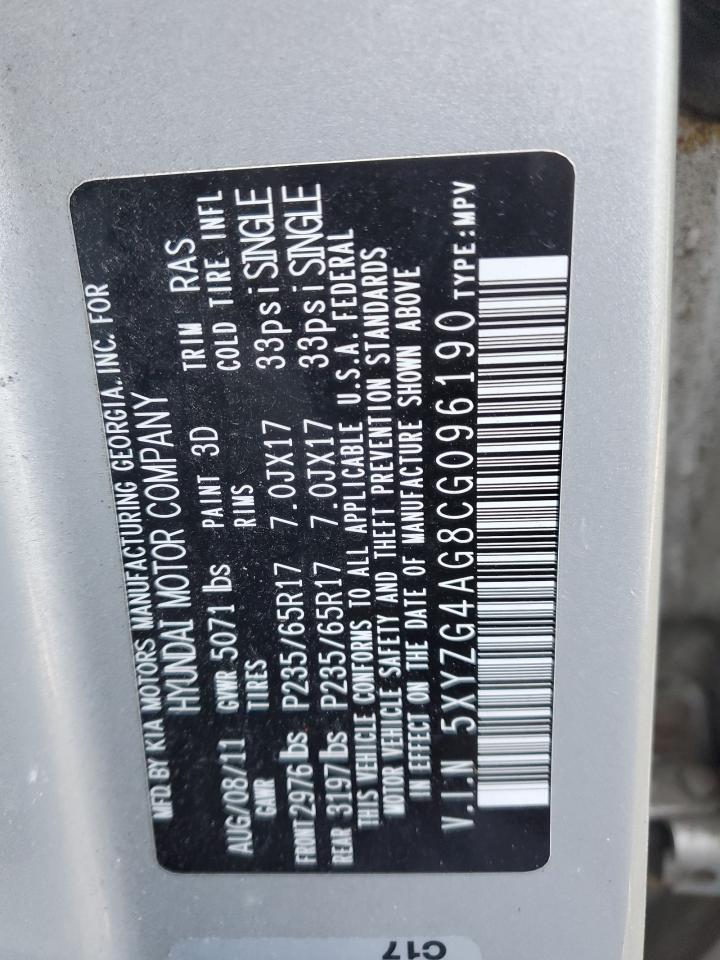 MFD BY KIA MOTORS MANUFACTURING GEORGIA, INC. FOR
HYUNDAI MOTOR COMPANY
AUG/08/11 GVWR 5071 lbs PAINT 3D TRIM RAS
GAWR TIRES RIMS COLD TIRE INFL
FRONT 2976 lbs P235/65R17 7.0JX17 33psi SINGLE
REAR 3197 lbs P235/65R17 7.0JX17 33psi SINGLE
THIS VEHICLE CONFORMS TO ALL APPLICABLE U.S.A. FEDERAL
MOTOR VEHICLE SAFETY AND THEFT PREVENTION STANDARDS
IN EFFECT ON THE DATE OF MANUFACTURE SHOWN ABOVE
V.I.N 5XYZG4AG8CG096190 TYPE:MPV
C17